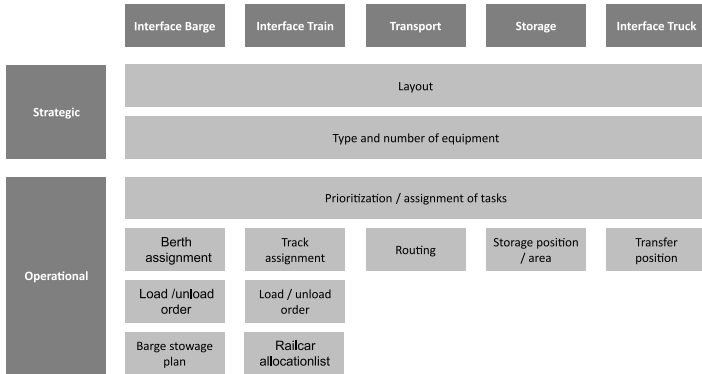 Interface Barge
Interface Train
Transport
Storage
Interface Truck
Strategic
Layout
Type and number of equipment
Operational
Prioritization / assignment of tasks
Berth
assignment
Track
assignment
Routing
Storage position
/ area
Transfer
position
Load /unload
order
Load / unload
order
Barge stowage
plan
Railcar
allocationlist